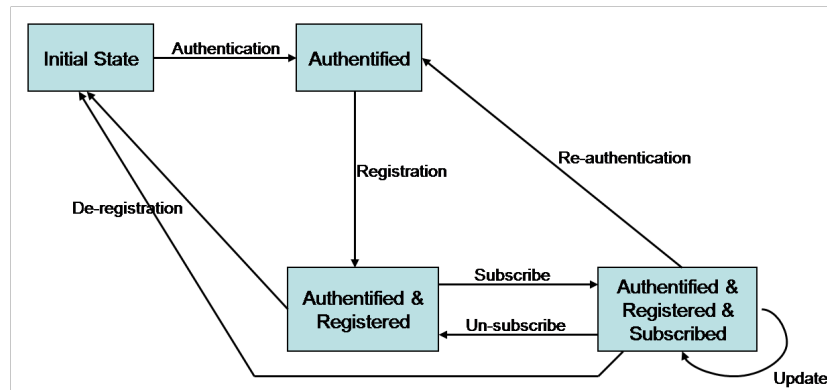 Initial State
Authentication
Authentified
Registration
Re-authentication
De-registration
Authentified &
Registered
Subscribe
Un-subscribe
Authentified &
Registered &
Subscribed
Update